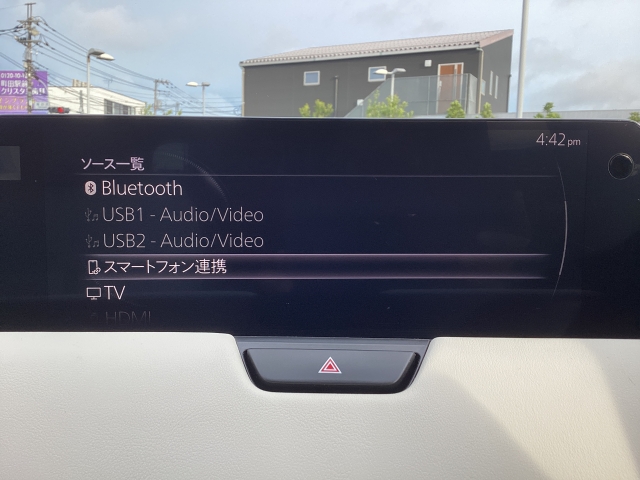 4:42 pm
ソース一覧
Bluetooth
USB1 - Audio/Video
USB2 - Audio/Video
スマートフォン連携
TV
HDMI